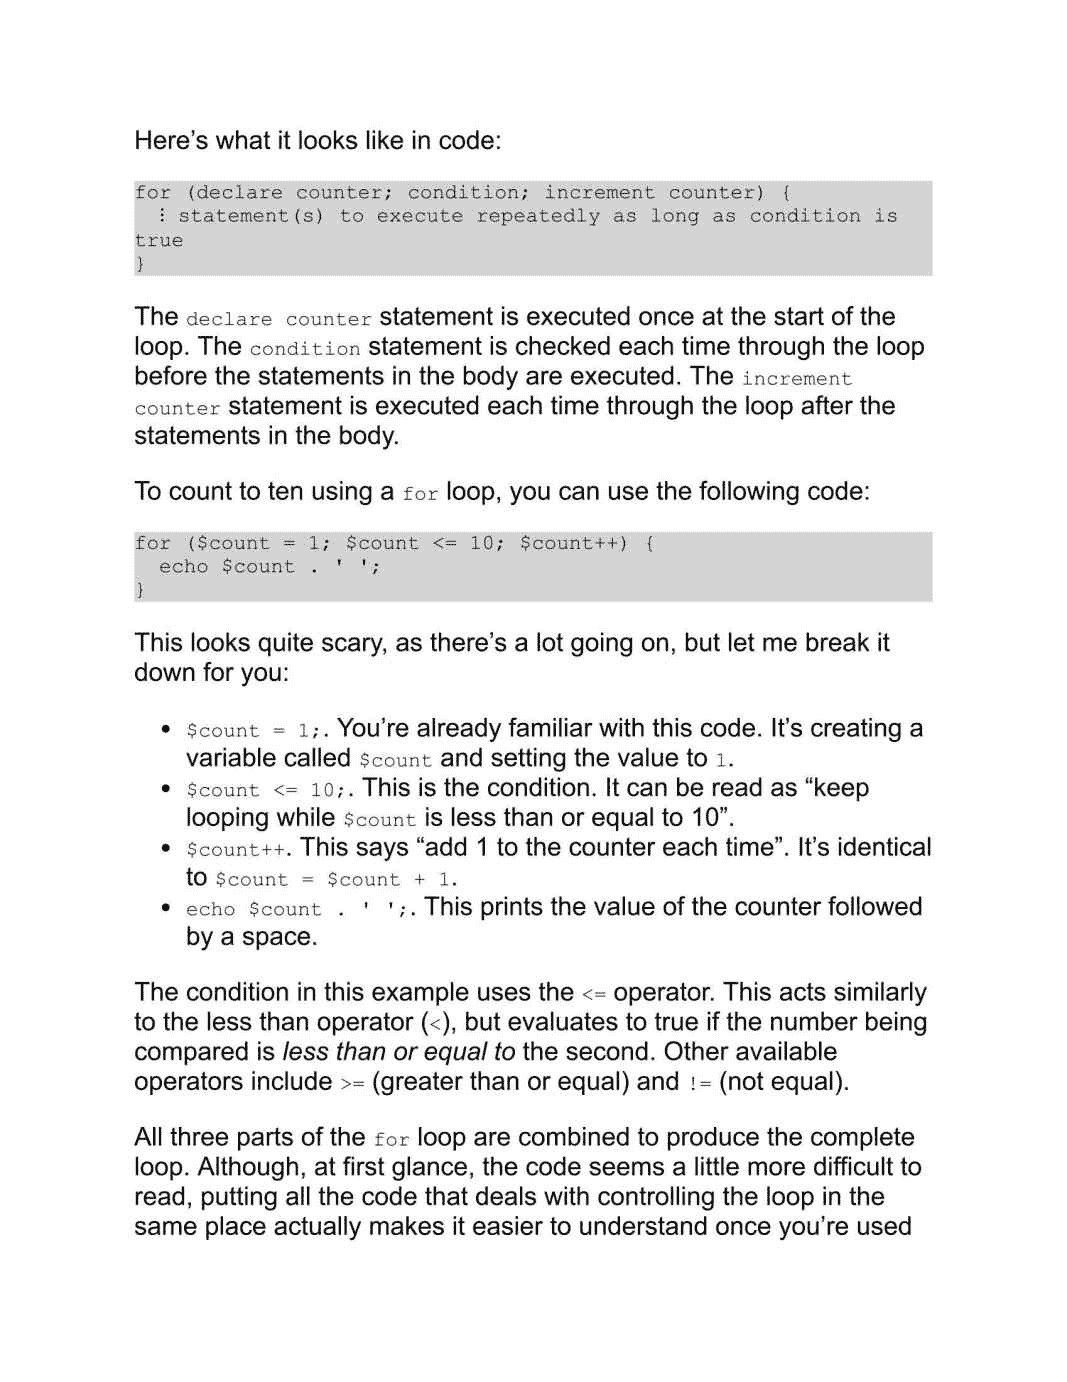 Here’s what it looks like in code:
for (declare counter; condition; increment counter) {
  ⋮ statement(s) to execute repeatedly as long as condition is
true
}
The declare counter statement is executed once at the start of the
loop. The condition statement is checked each time through the loop
before the statements in the body are executed. The increment
counter statement is executed each time through the loop after the
statements in the body.
To count to ten using a for loop, you can use the following code:
for ($count = 1; $count <= 10; $count++) {
  echo $count . ' ';
}
This looks quite scary, as there’s a lot going on, but let me break it
down for you:
• $count = 1;. You’re already familiar with this code. It’s creating a
variable called $count and setting the value to 1.
• $count <= 10;. This is the condition. It can be read as “keep
looping while $count is less than or equal to 10”.
• $count++. This says “add 1 to the counter each time”. It’s identical
to $count = $count + 1.
• echo $count . ' ';. This prints the value of the counter followed
by a space.
The condition in this example uses the <= operator. This acts similarly
to the less than operator (<), but evaluates to true if the number being
compared is less than or equal to the second. Other available
operators include >= (greater than or equal) and != (not equal).
All three parts of the for loop are combined to produce the complete
loop. Although, at first glance, the code seems a little more difficult to
read, putting all the code that deals with controlling the loop in the
same place actually makes it easier to understand once you’re used